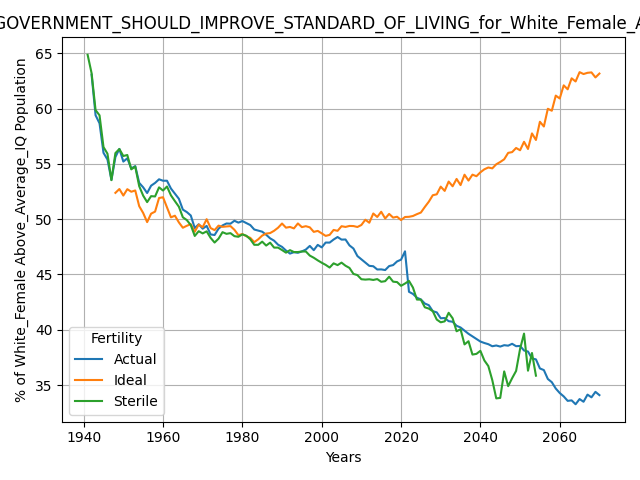 GOVERNMENT_SHOULD_IMPROVE_STANDARD_OF_LIVING_for_White_Female_A
% of White_Female Above_Average_IQ Population
65
60
55
50
45
40
35
Fertility
Actual
Ideal
Sterile
1940 1960 1980 2000 2020 2040 2060
Years